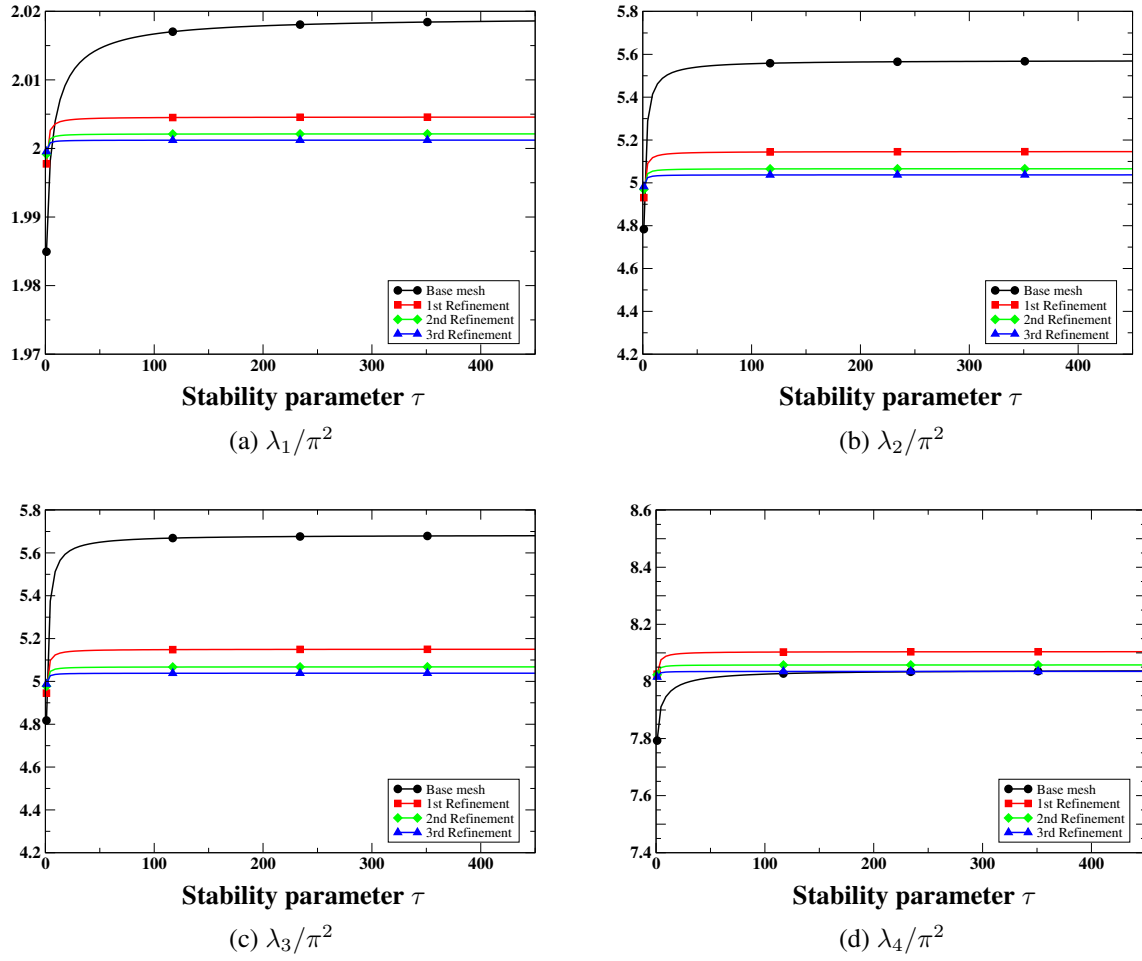 2.02
2.01
2
1.99
1.98
1.97
0 100 200 300 400
Base mesh
1st Refinement
2nd Refinement
3rd Refinement
Stability parameter τ
(a) λ₁/π²
5.8
5.6
5.4
5.2
5
4.8
4.6
4.4
4.2
0 100 200 300 400
Base mesh
1st Refinement
2nd Refinement
3rd Refinement
Stability parameter τ
(b) λ₂/π²
5.8
5.6
5.4
5.2
5
4.8
4.6
4.4
4.2
0 100 200 300 400
Base mesh
1st Refinement
2nd Refinement
3rd Refinement
Stability parameter τ
(c) λ₃/π²
8.6
8.4
8.2
8
7.8
7.6
7.4
0 100 200 300 400
Base mesh
1st Refinement
2nd Refinement
3rd Refinement
Stability parameter τ
(d) λ₄/π²